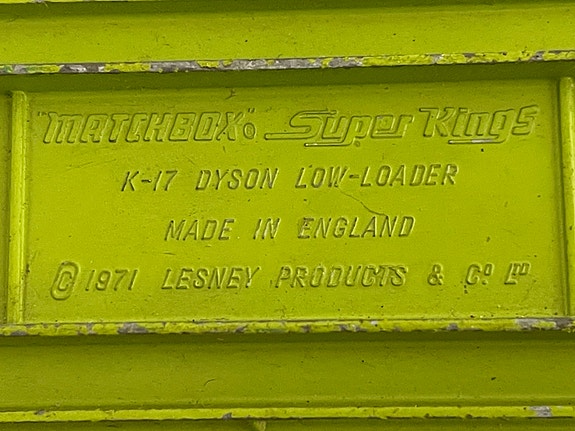 "MATCHBOX" Super Kings
K-17 DYSON LOW-LOADER
MADE IN ENGLAND
© 1971 LESNEY PRODUCTS & CO LTD